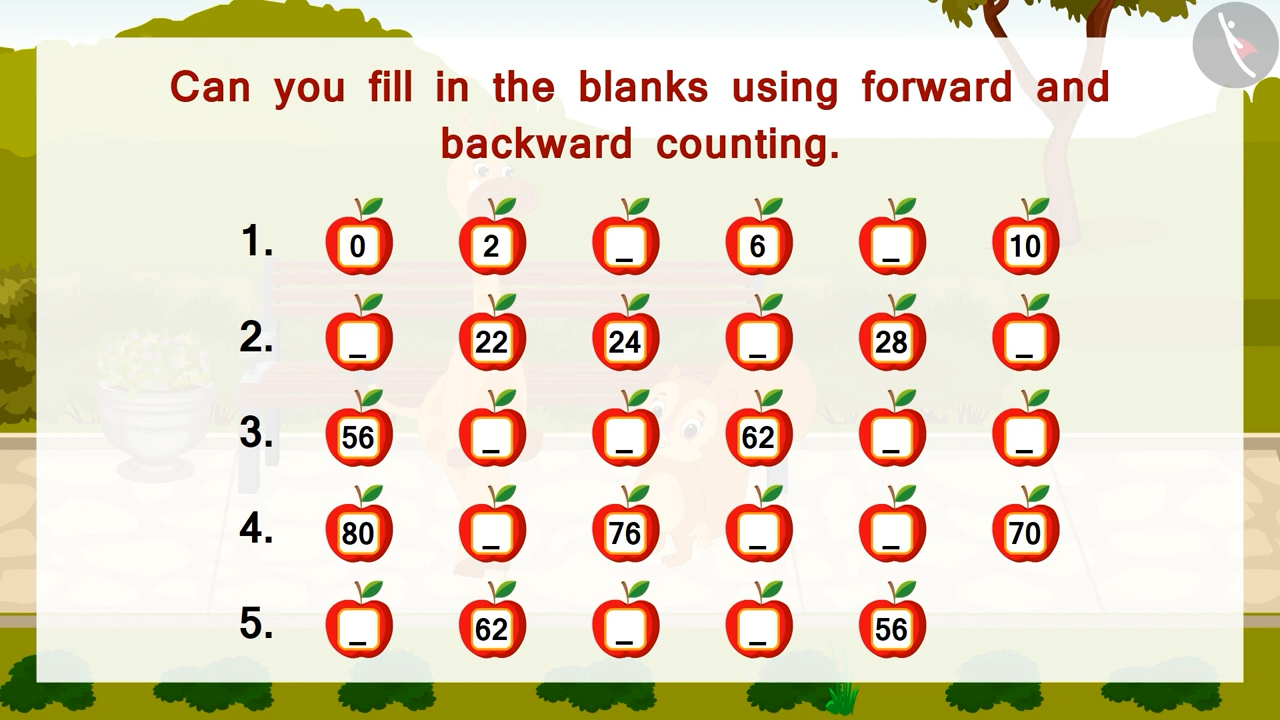 Can you fill in the blanks using forward and
backward counting.
1. 0 2 _ 6 _ 10
2. _ 22 24 _ 28 _
3. 56 _ _ 62 _ _
4. 80 _ 76 _ _ 70
5. _ 62 _ _ 56